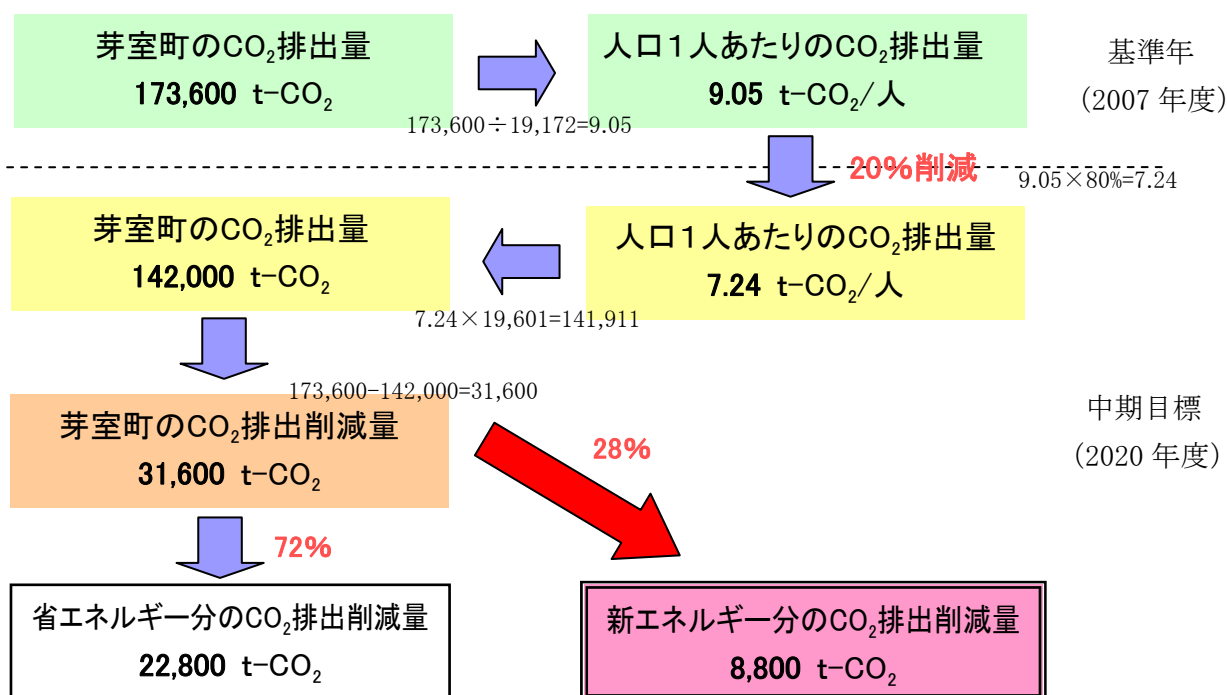 芽室町のCO₂排出量
173,600 t-CO₂
人口１人あたりのCO₂排出量
9.05 t-CO₂/人
基準年
(2007 年度)
173,600÷19,172=9.05
20%削減
9.05×80%=7.24
芽室町のCO₂排出量
142,000 t-CO₂
人口１人あたりのCO₂排出量
7.24 t-CO₂/人
7.24×19,601=141,911
173,600-142,000=31,600
芽室町のCO₂排出削減量
31,600 t-CO₂
28%
中期目標
(2020 年度)
72%
省エネルギー分のCO₂排出削減量
22,800 t-CO₂
新エネルギー分のCO₂排出削減量
8,800 t-CO₂